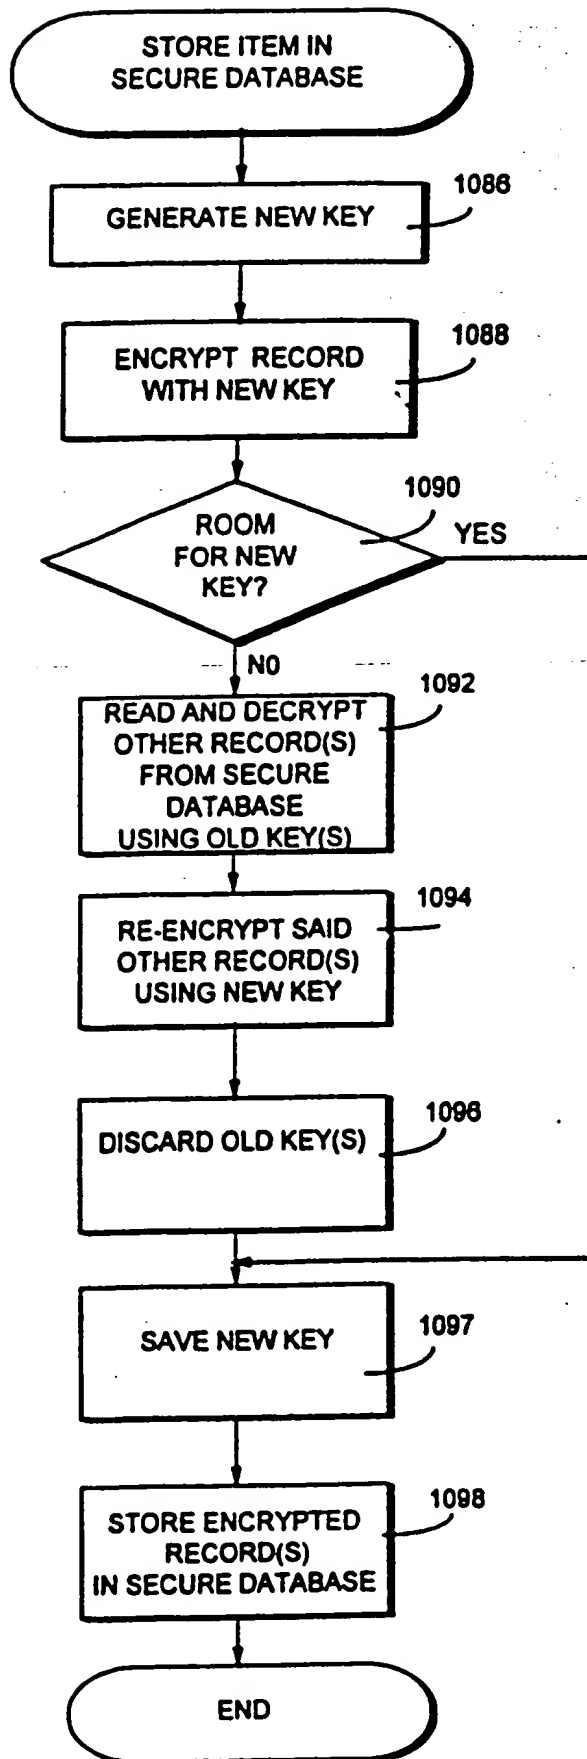 STORE ITEM IN
SECURE DATABASE
1086
GENERATE NEW KEY
1088
ENCRYPT RECORD
WITH NEW KEY
1090
ROOM
FOR NEW
KEY?
YES
NO
1092
READ AND DECRYPT
OTHER RECORD(S)
FROM SECURE
DATABASE
USING OLD KEY(S)
1094
RE-ENCRYPT SAID
OTHER RECORD(S)
USING NEW KEY
1096
DISCARD OLD KEY(S)
SAVE NEW KEY
1097
1098
STORE ENCRYPTED
RECORD(S)
IN SECURE DATABASE
END